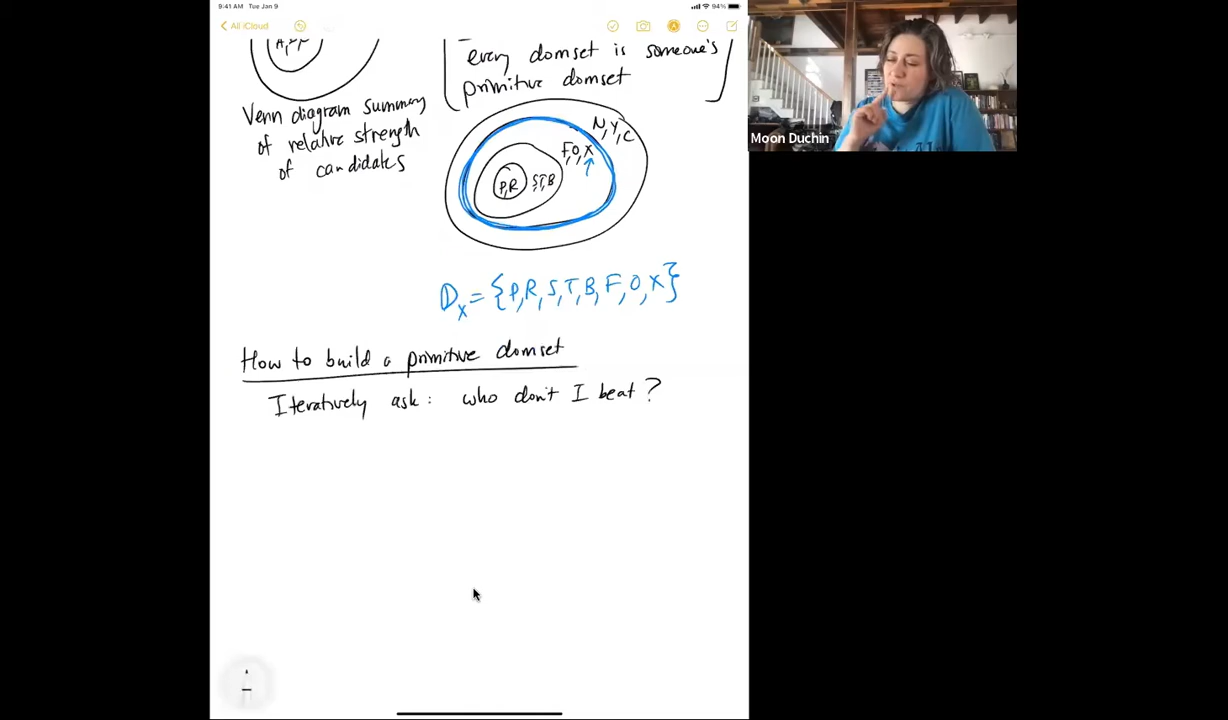 9:41 AM Tue Jan 9
94%
All iCloud
every domset is someone's
primitive domset
Venn diagram summary
of relative strength
of candidates
N, Y, C
F, O, X
P,R
S,T,B
D_X = {P, R, S, T, B, F, O, X}
How to build a primitive domset
Iteratively ask: who don't I beat?
Moon Duchin